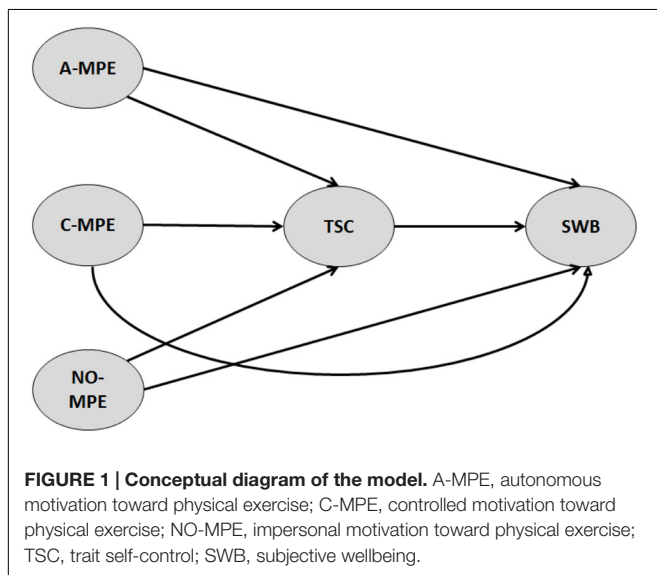 A-MPE
C-MPE
TSC
SWB
NO-
MPE
FIGURE 1 | Conceptual diagram of the model. A-MPE, autonomous
motivation toward physical exercise; C-MPE, controlled motivation toward
physical exercise; NO-MPE, impersonal motivation toward physical exercise;
TSC, trait self-control; SWB, subjective wellbeing.